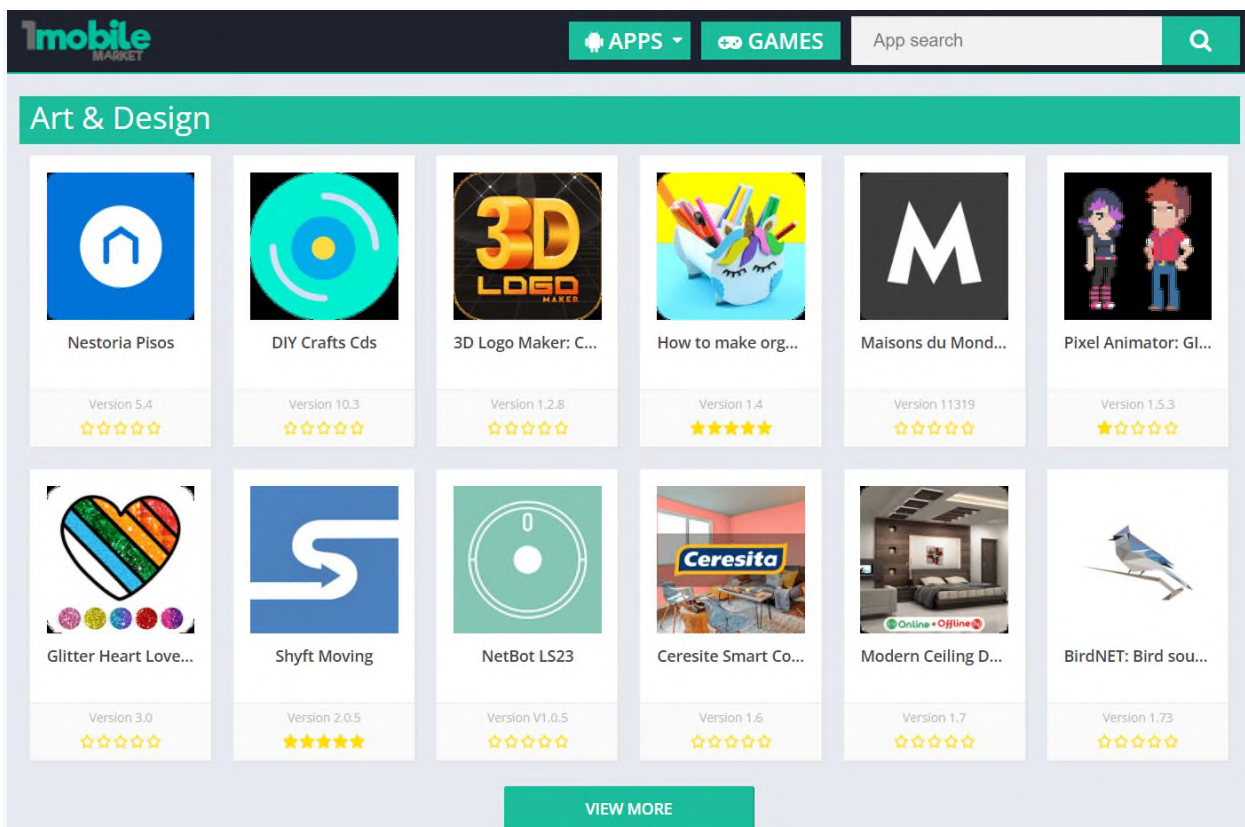 1mobile
MARKET
APPS
GAMES
App search
Art & Design
3D
LOGO
MAKER
M
Nestoria Pisos
DIY Crafts Cds
3D Logo Maker: C...
How to make org...
Maisons du Mond...
Pixel Animator: GI...
Version 5.4
Version 10.3
Version 1.2.8
Version 1.4
Version 11319
Version 1.5.3
Ceresita
Online + Offline
Glitter Heart Love...
Shyft Moving
NetBot LS23
Ceresite Smart Co...
Modern Ceiling D...
BirdNET: Bird sou...
Version 3.0
Version 2.0.5
Version V1.0.5
Version 1.6
Version 1.7
Version 1.73
VIEW MORE